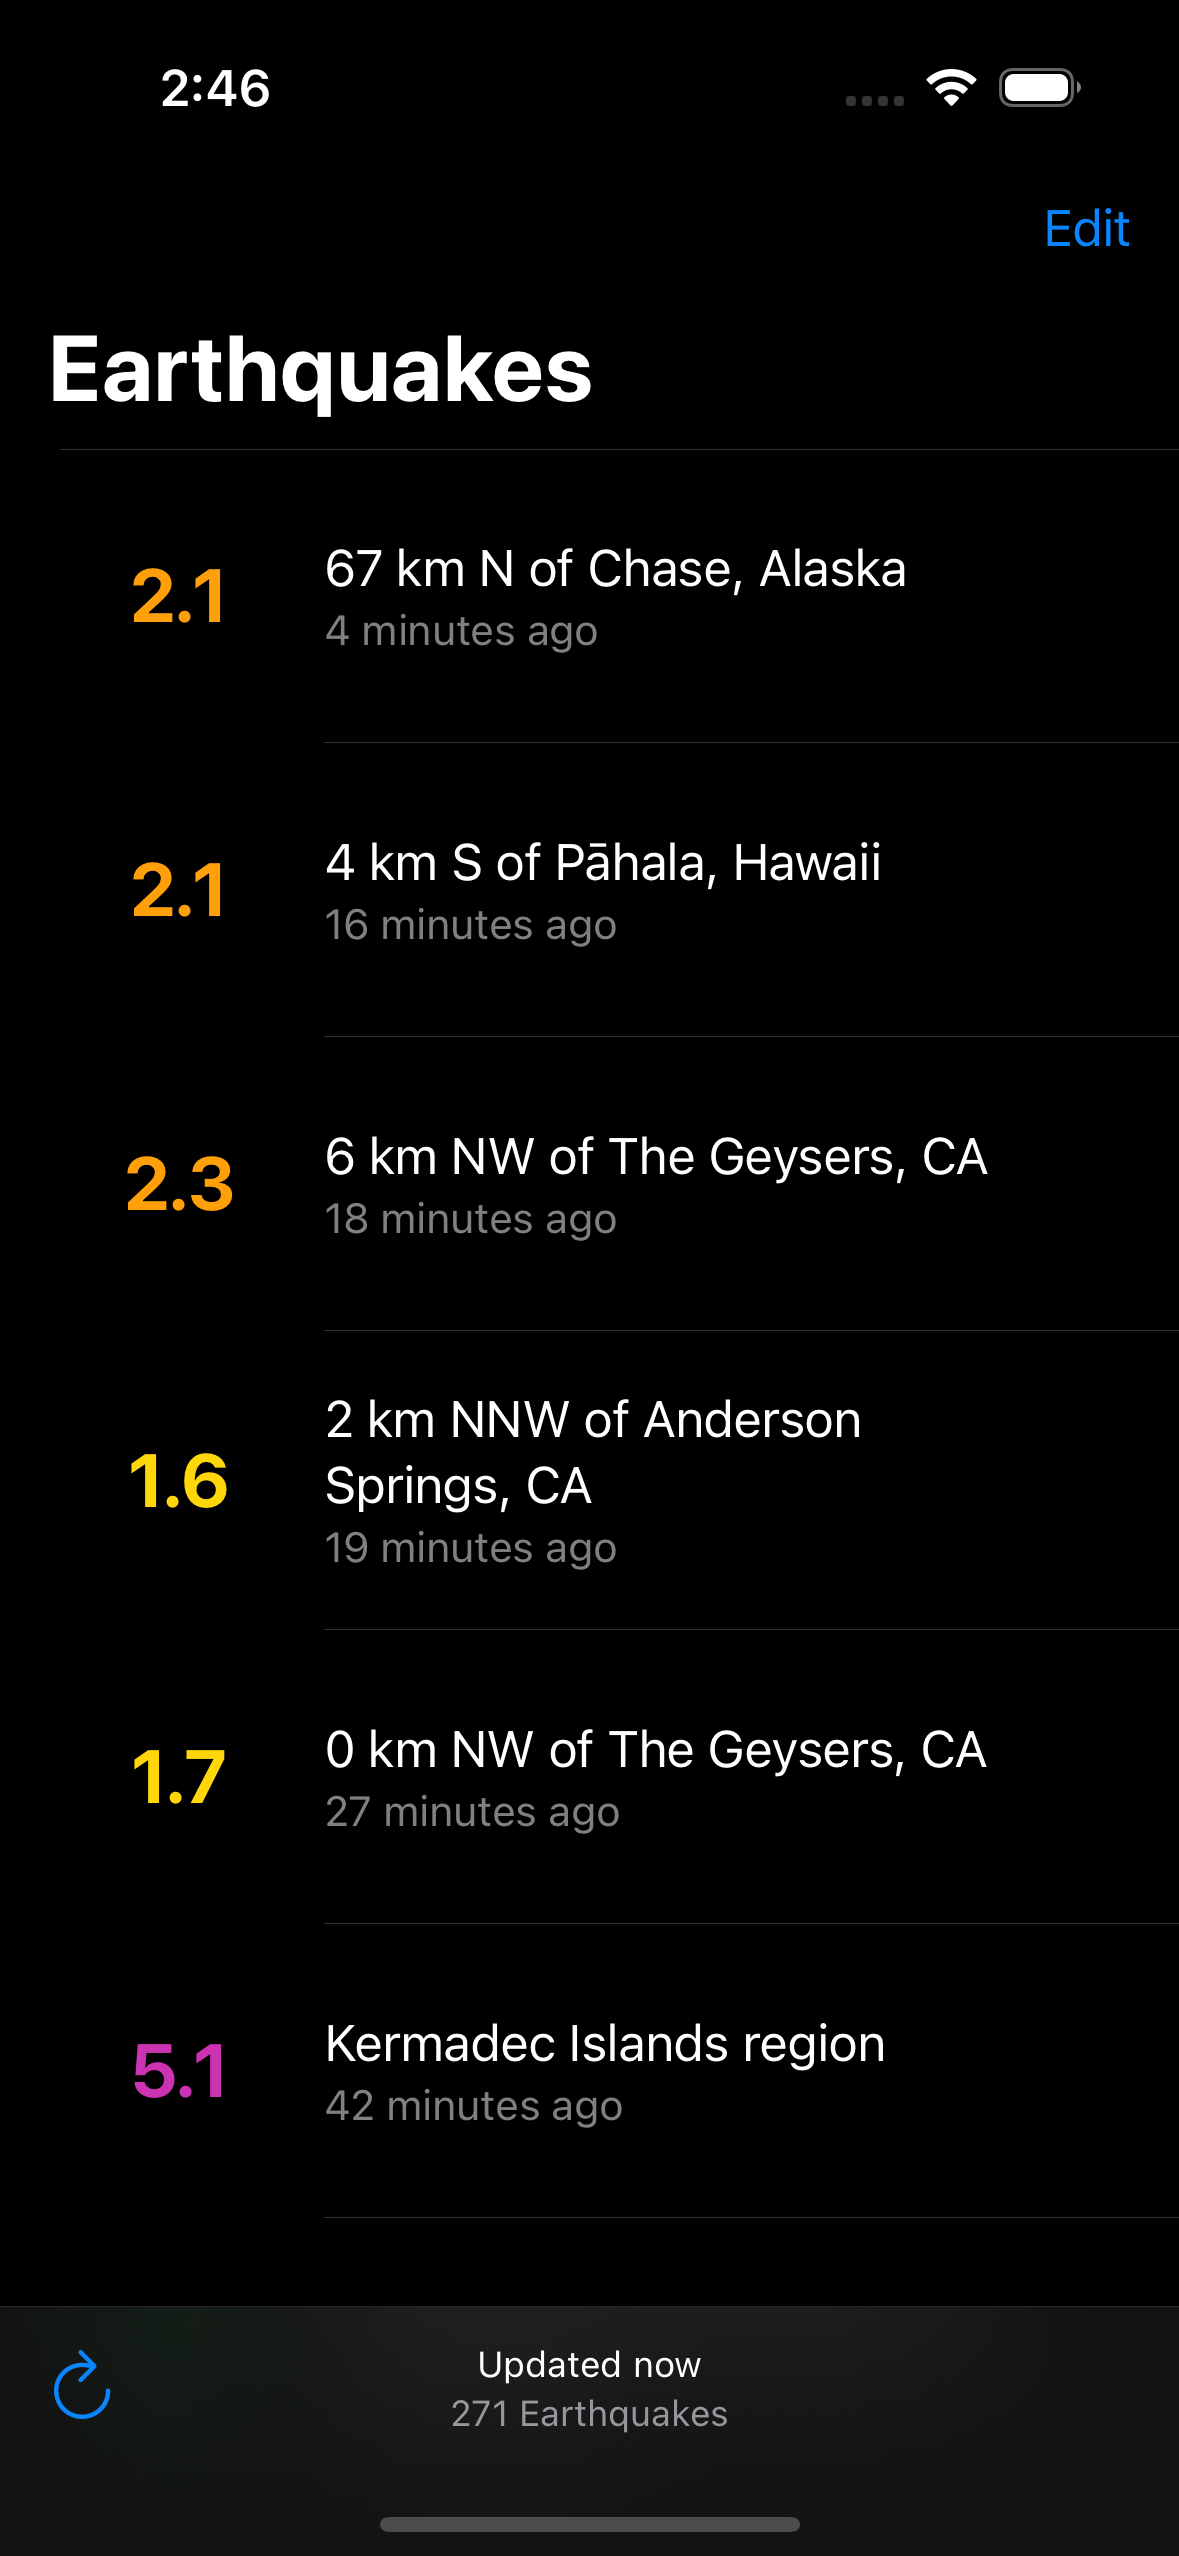 2:46
Edit
Earthquakes
2.1
67 km N of Chase, Alaska
4 minutes ago
2.1
4 km S of Pāhala, Hawaii
16 minutes ago
2.3
6 km NW of The Geysers, CA
18 minutes ago
1.6
2 km NNW of Anderson
Springs, CA
19 minutes ago
1.7
0 km NW of The Geysers, CA
27 minutes ago
5.1
Kermadec Islands region
42 minutes ago
Updated now
271 Earthquakes